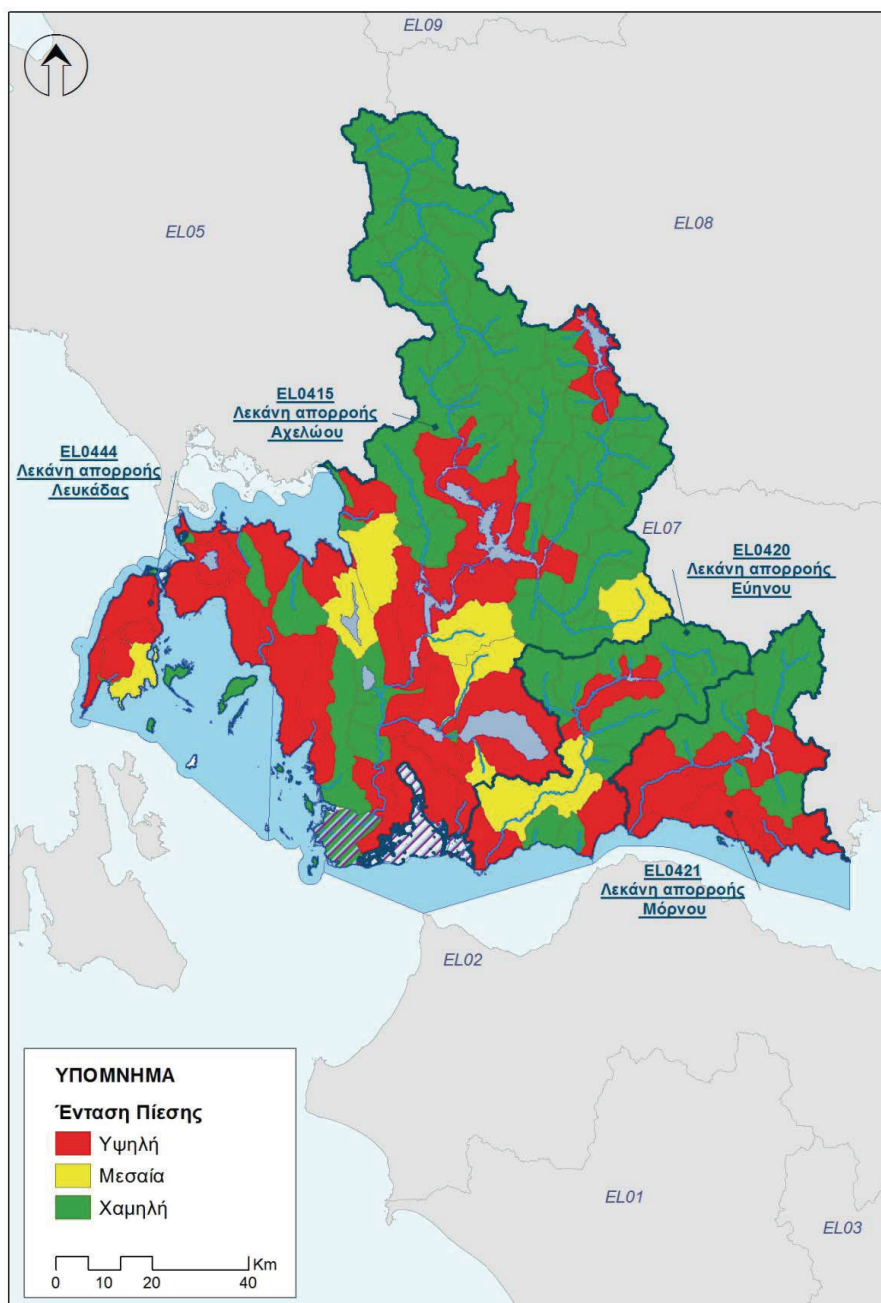 EL09
EL05
EL08
EL0415
Λεκάνη απορροής
Αχελώου
EL0444
Λεκάνη απορροής
Λευκάδας
EL07
EL0420
Λεκάνη απορροής
Εύηνου
EL0421
Λεκάνη απορροής
Μόρνου
EL02
EL01
EL03
ΥΠΟΜΝΗΜΑ
Ένταση Πίεσης
Υψηλή
Μεσαία
Χαμηλή
Km
0 10 20 40